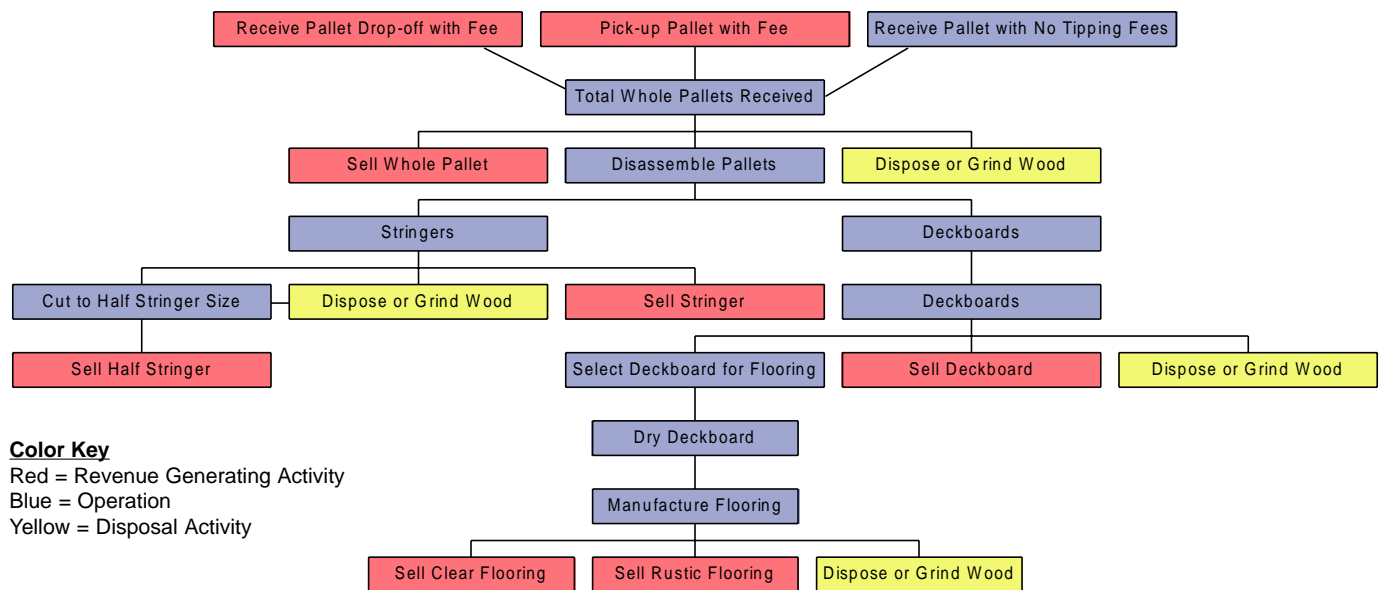 Receive Pallet Drop-off with Fee
Pick-up Pallet with Fee
Receive Pallet with No Tipping Fees
Total Whole Pallets Received
Sell Whole Pallet
Disassemble Pallets
Dispose or Grind Wood
Stringers
Deckboards
Cut to Half Stringer Size
Dispose or Grind Wood
Sell Stringer
Deckboards
Sell Half Stringer
Select Deckboard for Flooring
Sell Deckboard
Dispose or Grind Wood
Dry Deckboard
Color Key
Red = Revenue Generating Activity
Blue = Operation
Yellow = Disposal Activity
Manufacture Flooring
Sell Clear Flooring
Sell Rustic Flooring
Dispose or Grind Wood